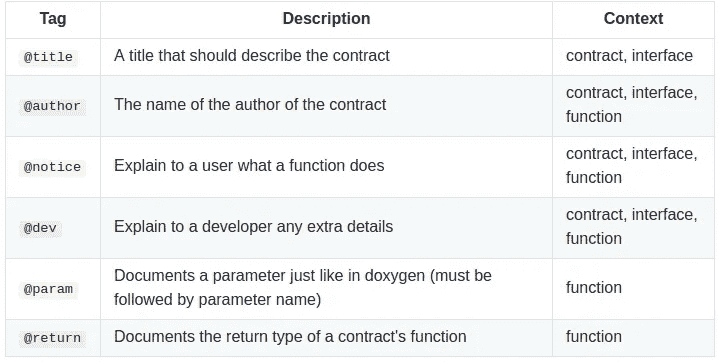 Tag Description Context
@title A title that should describe the contract contract, interface
@author The name of the author of the contract contract, interface,
function
@notice Explain to a user what a function does contract, interface,
function
@dev Explain to a developer any extra details contract, interface,
function
@param Documents a parameter just like in doxygen (must be
followed by parameter name) function
@return Documents the return type of a contract's function function